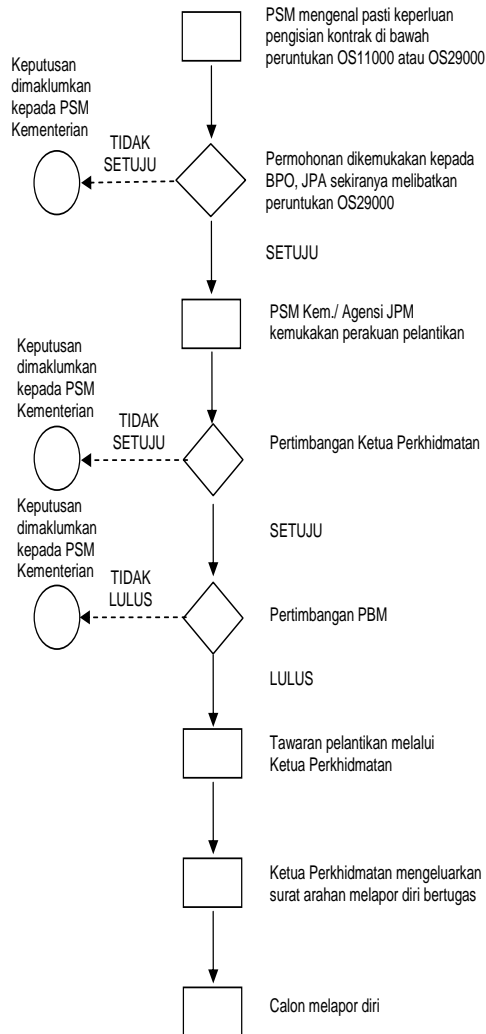 PSM mengenal pasti keperluan
pengisian kontrak di bawah
peruntukan OS11000 atau OS29000
Keputusan
dimaklumkan
kepada PSM
Kementerian
TIDAK
SETUJU
Permohonan dikemukakan kepada
BPO, JPA sekiranya melibatkan
peruntukan OS29000
SETUJU
PSM Kem./ Agensi JPM
kemukakan perakuan pelantikan
Keputusan
dimaklumkan
kepada PSM
Kementerian
TIDAK
SETUJU
Pertimbangan Ketua Perkhidmatan
SETUJU
Keputusan
dimaklumkan
kepada PSM
Kementerian
TIDAK
LULUS
Pertimbangan PBM
LULUS
Tawaran pelantikan melalui
Ketua Perkhidmatan
Ketua Perkhidmatan mengeluarkan
surat arahan melapor diri bertugas
Calon melapor diri